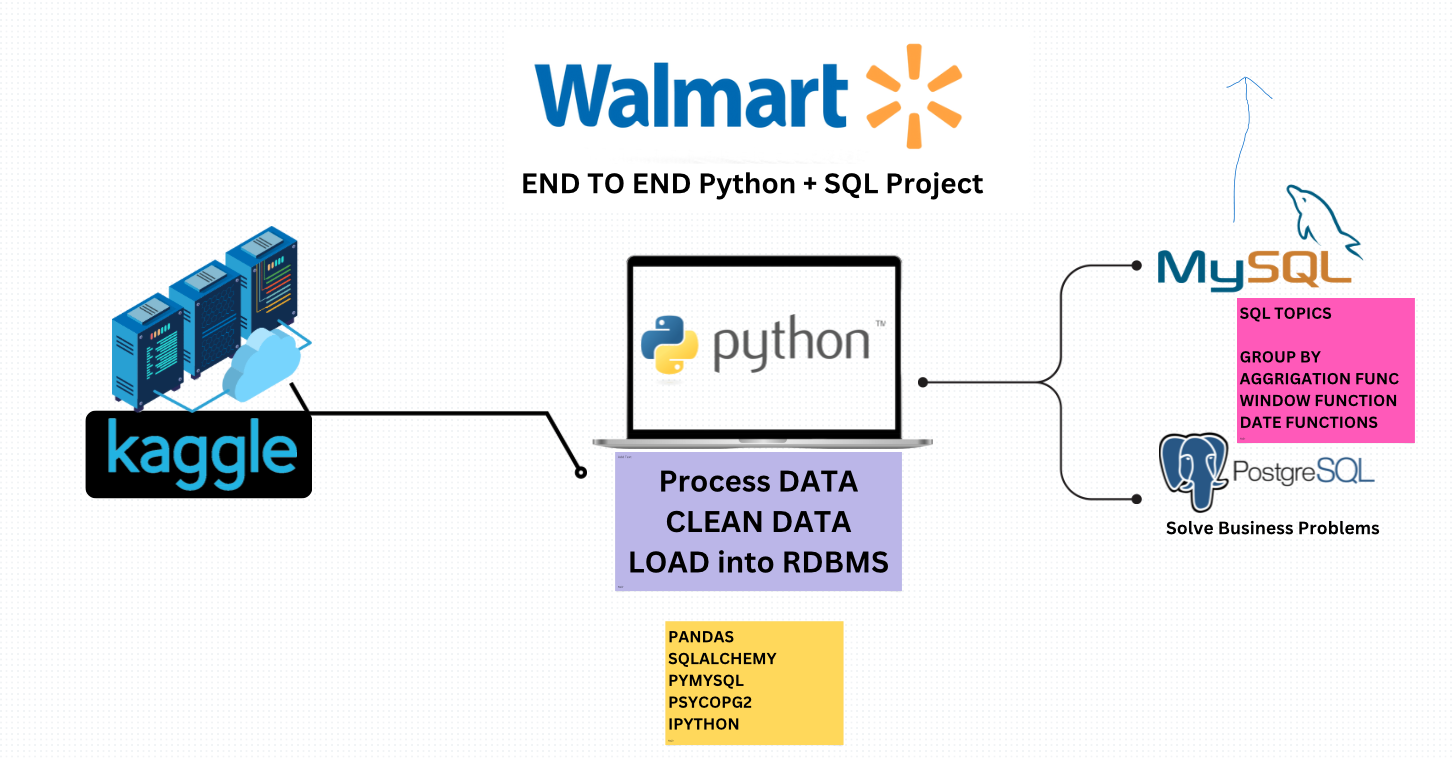 Walmart
END TO END Python + SQL Project
kaggle
python™
Process DATA
CLEAN DATA
LOAD into RDBMS
PANDAS
SQLALCHEMY
PYMYSQL
PSYCOPG2
IPYTHON
MySQL
SQL TOPICS
GROUP BY
AGGRIGATION FUNC
WINDOW FUNCTION
DATE FUNCTIONS
PostgreSQL
Solve Business Problems